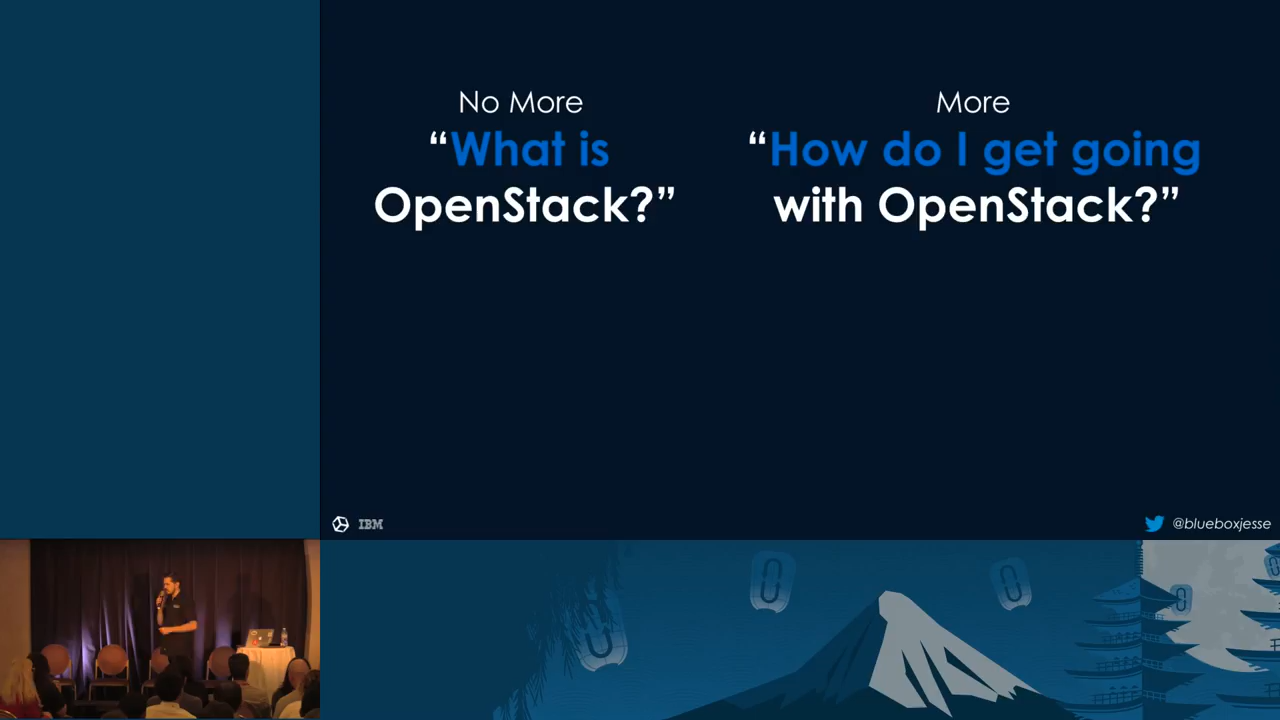 No More
“What is
OpenStack?”
More
“How do I get going
with OpenStack?”
IBM
@blueboxjesse